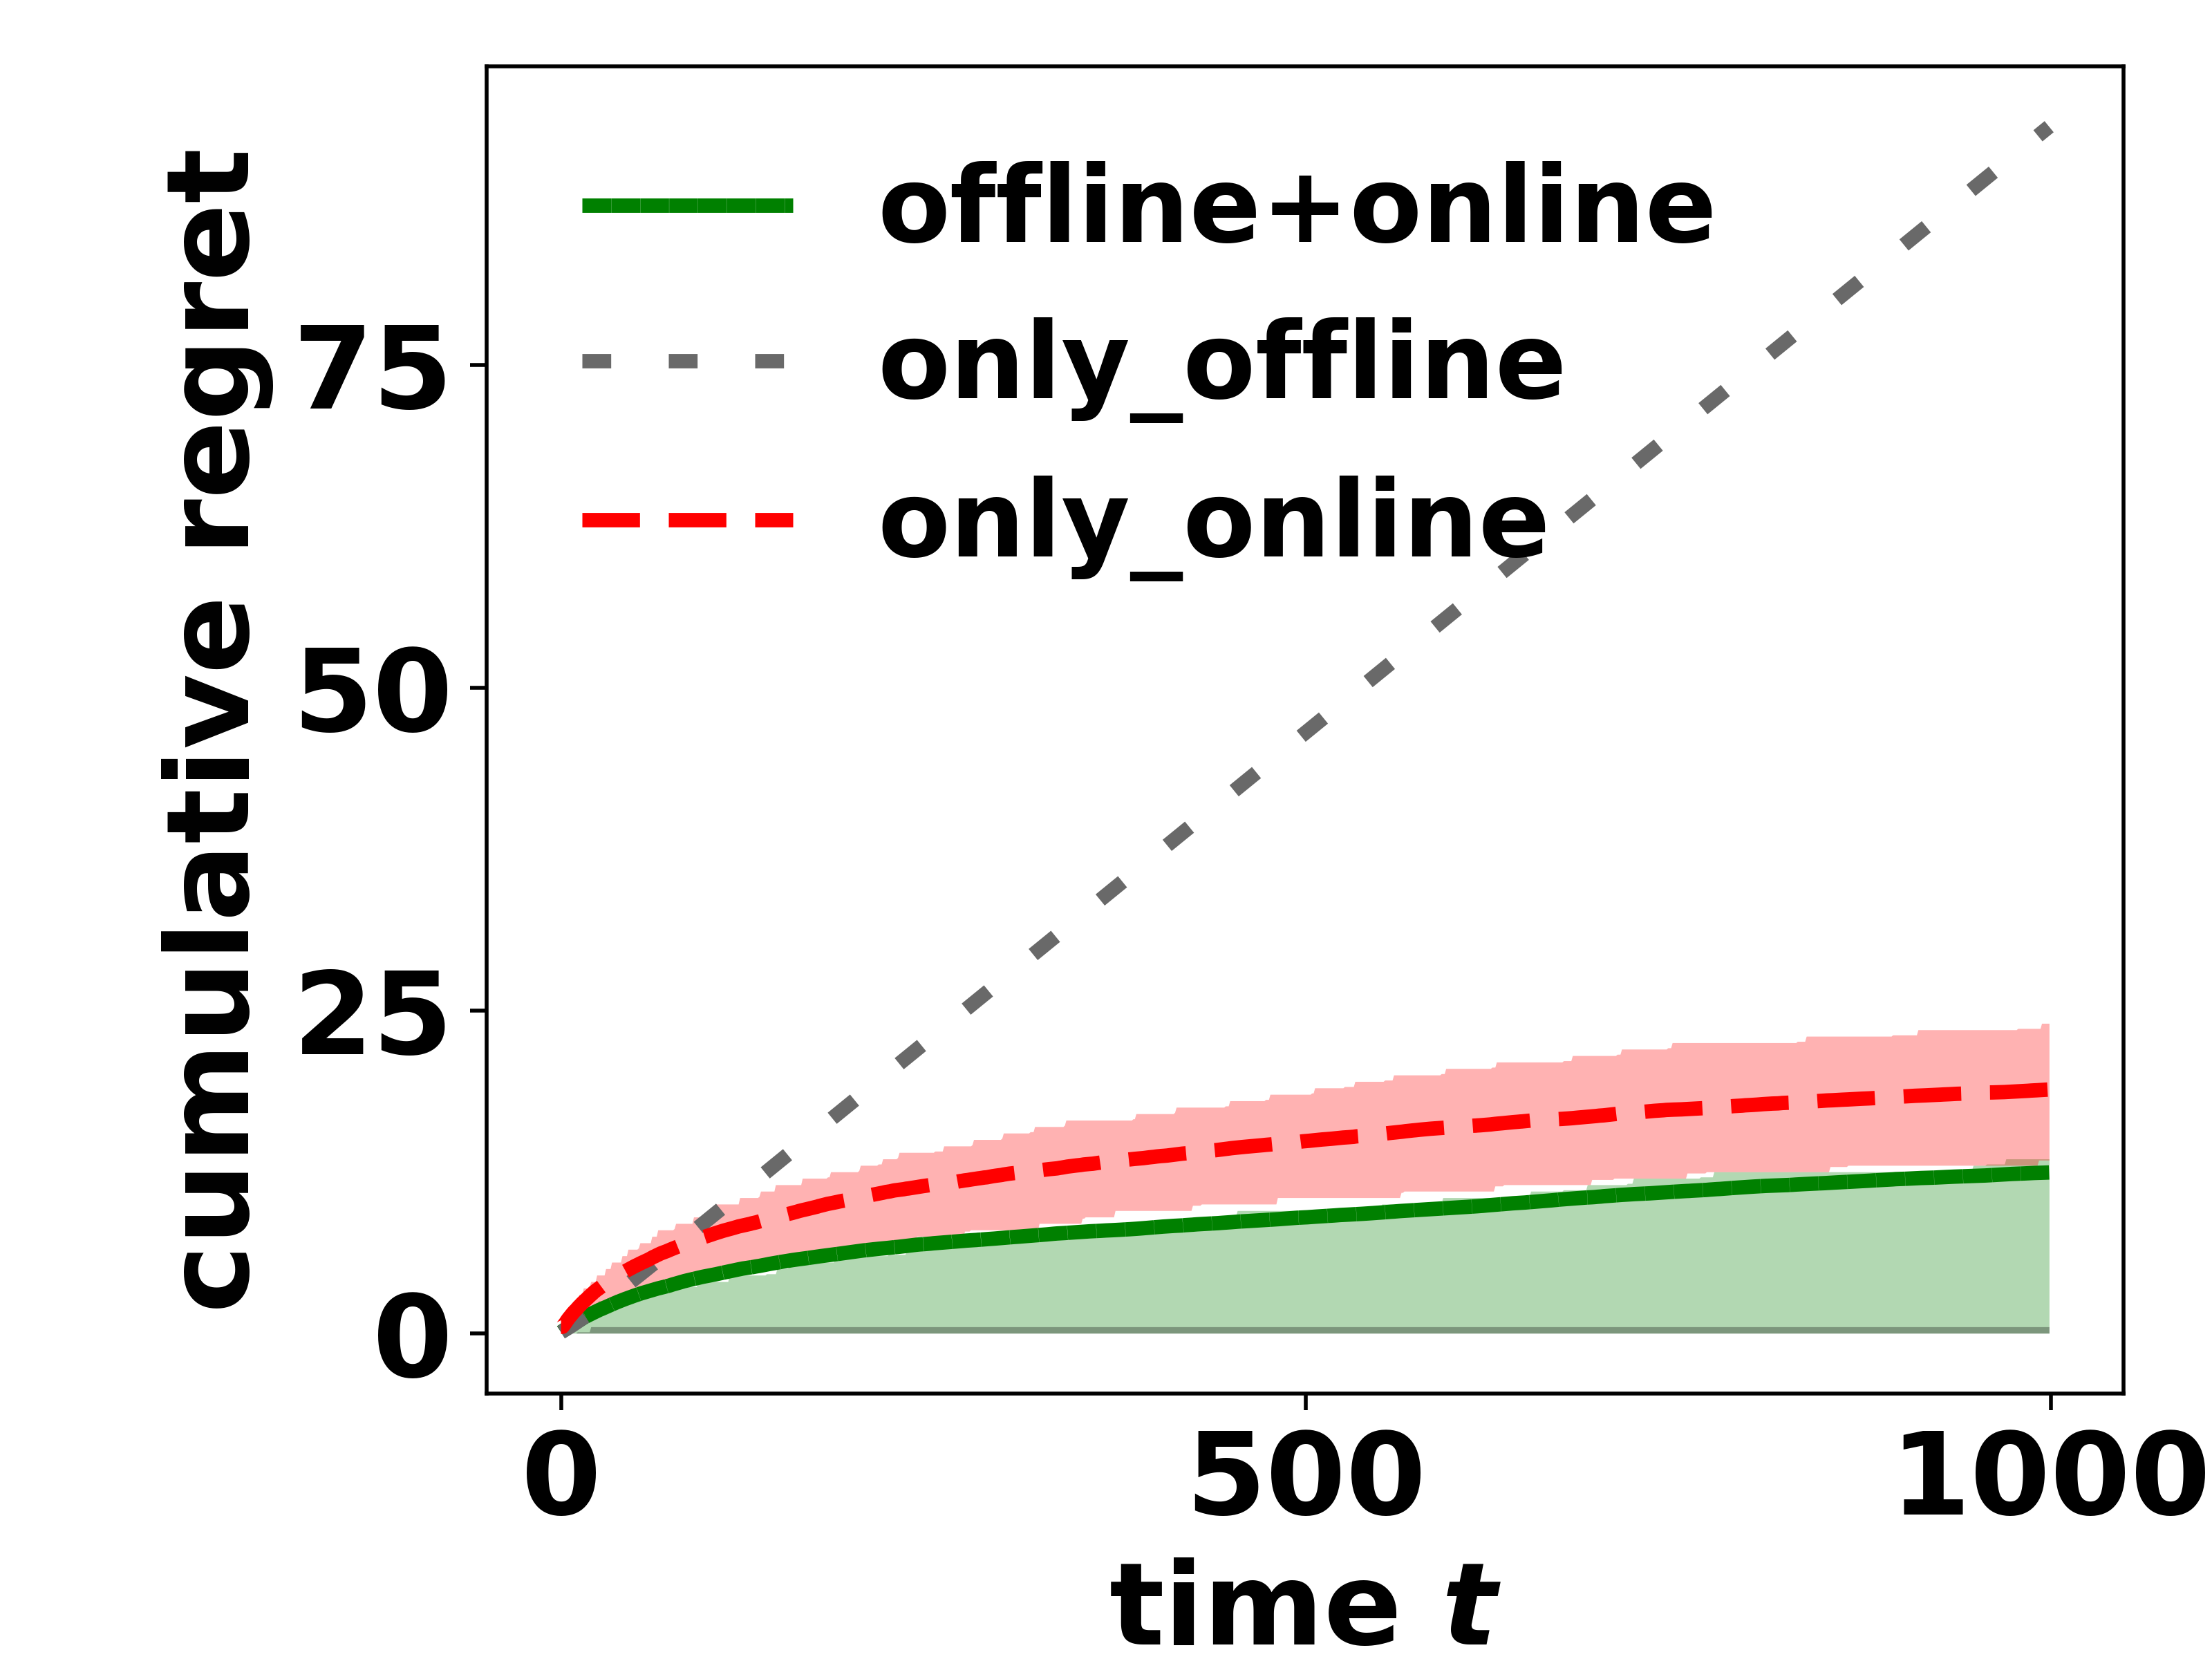 cumulative regret
75
50
25
0
offline+online
only_offline
only_online
0 500 1000
time t